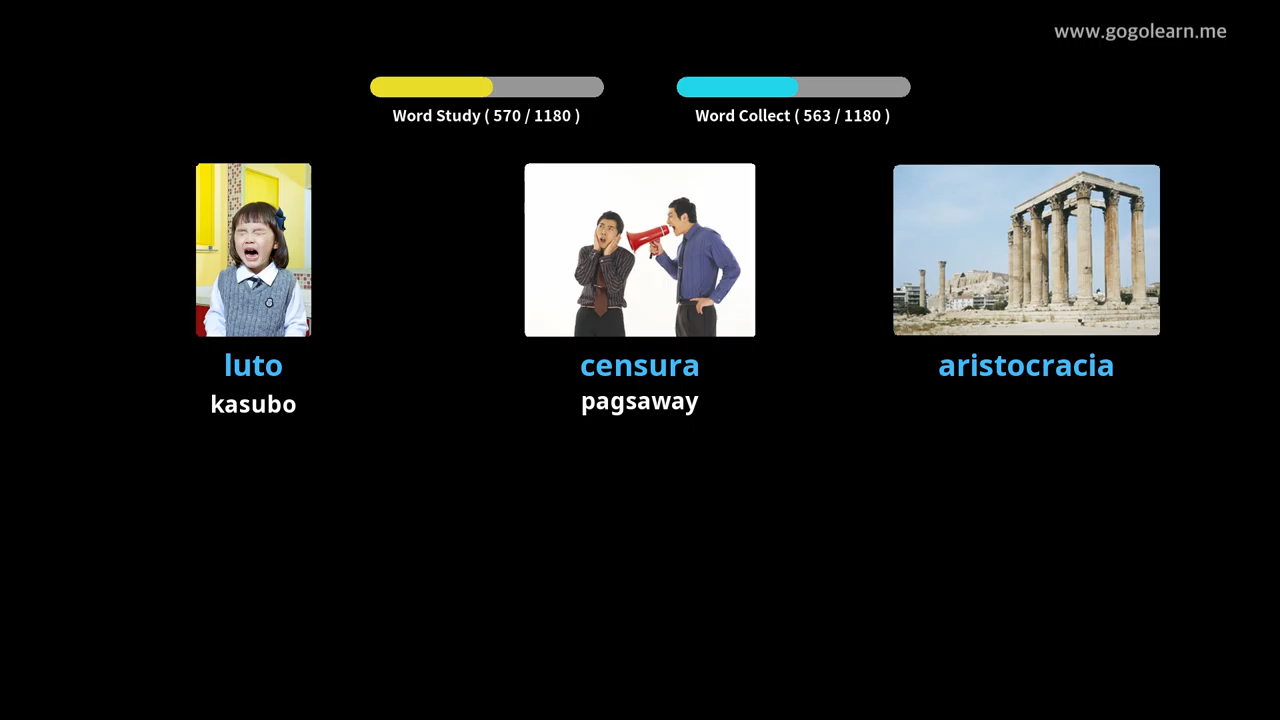 www.gogolearn.me
Word Study ( 570 / 1180 )
Word Collect ( 563 / 1180 )
luto
kasubo
censura
pagsaway
aristocracia